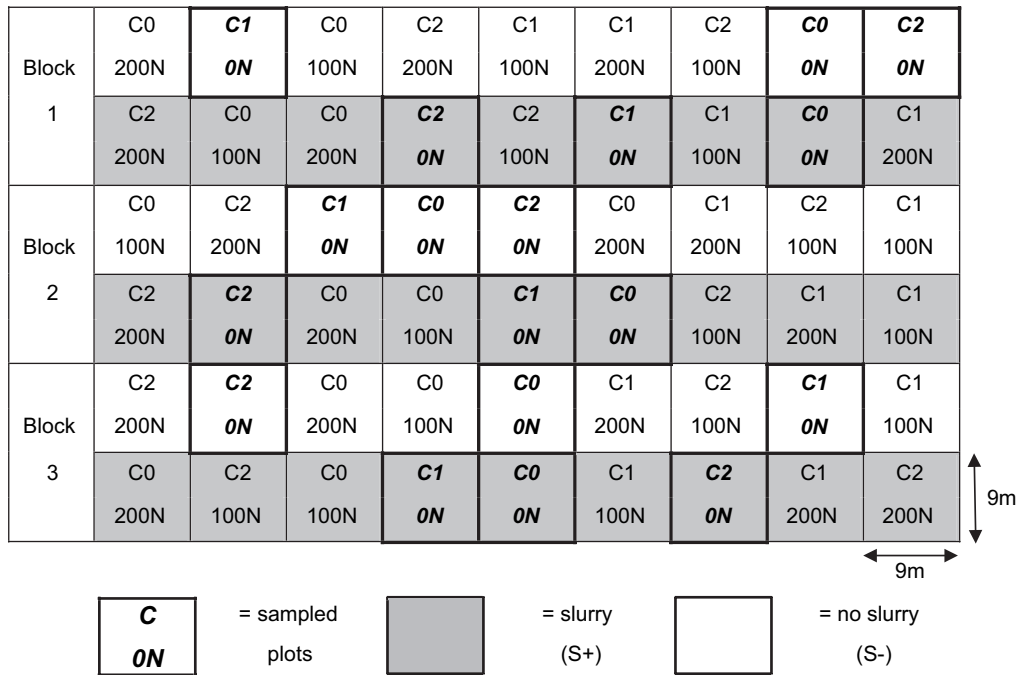 C0 C1 C0 C2 C1 C1 C2 C0 C2
Block 200N 0N 100N 200N 100N 200N 100N 0N 0N
1 C2 C0 C0 C2 C2 C1 C1 C0 C1
200N 100N 200N 0N 100N 0N 100N 0N 200N
C0 C2 C1 C0 C2 C0 C1 C2 C1
Block 100N 200N 0N 0N 0N 200N 200N 100N 100N
2 C2 C2 C0 C0 C1 C0 C2 C1 C1
200N 0N 200N 100N 0N 0N 100N 200N 100N
C2 C2 C0 C0 C0 C1 C2 C1 C1
Block 200N 0N 200N 100N 0N 200N 100N 0N 100N
3 C0 C2 C0 C1 C0 C1 C2 C1 C2
200N 100N 100N 0N 0N 100N 0N 200N 200N
9m
9m
C = sampled = slurry = no slurry
0N plots (S+) (S-)